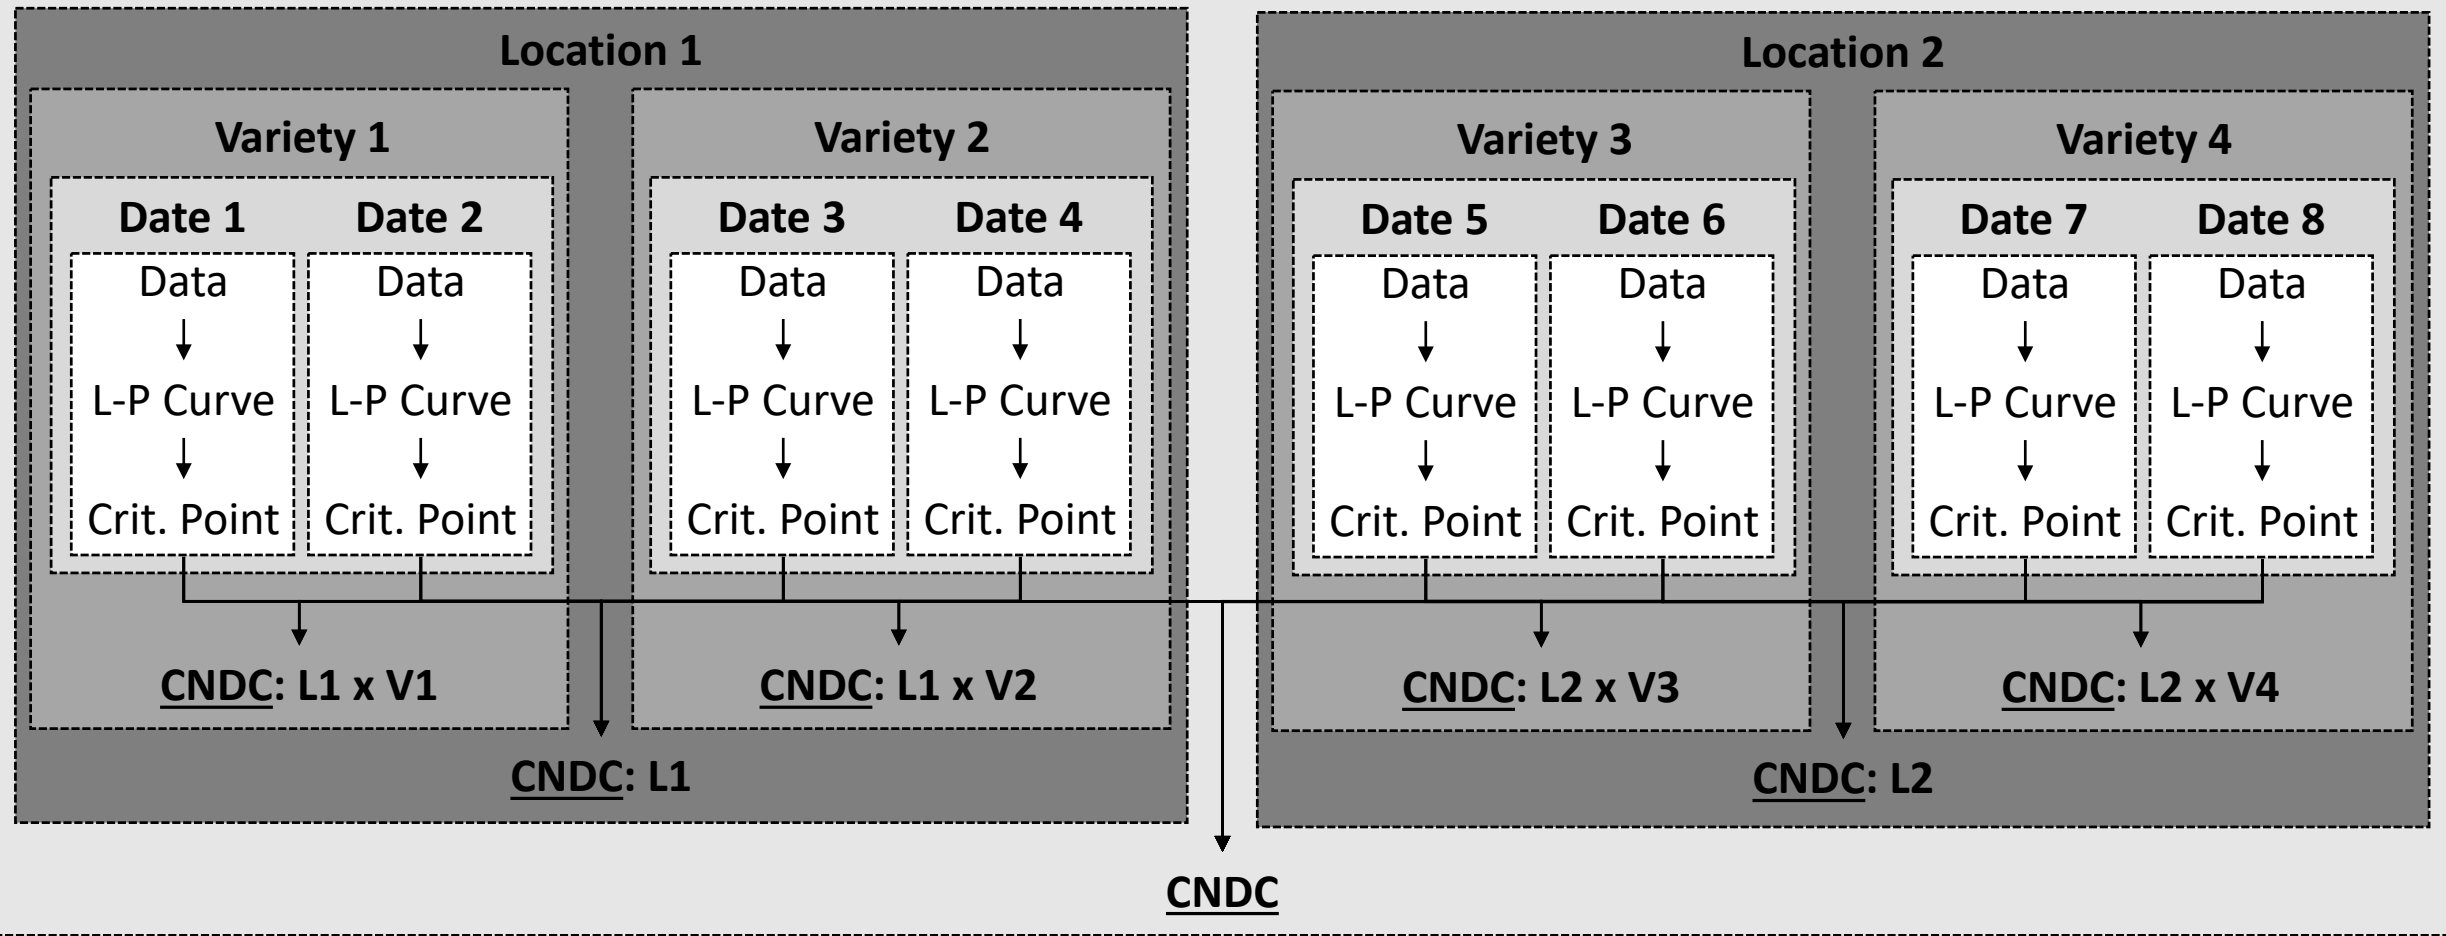 Location 1
Variety 1
Date 1
Data
L-P Curve
Crit. Point
Date 2
Data
L-P Curve
Crit. Point
CNDC: L1 x V1
Variety 2
Date 3
Data
L-P Curve
Crit. Point
Date 4
Data
L-P Curve
Crit. Point
CNDC: L1 x V2
CNDC: L1
Location 2
Variety 3
Date 5
Data
L-P Curve
Crit. Point
Date 6
Data
L-P Curve
Crit. Point
CNDC: L2 x V3
Variety 4
Date 7
Data
L-P Curve
Crit. Point
Date 8
Data
L-P Curve
Crit. Point
CNDC: L2 x V4
CNDC: L2
CNDC